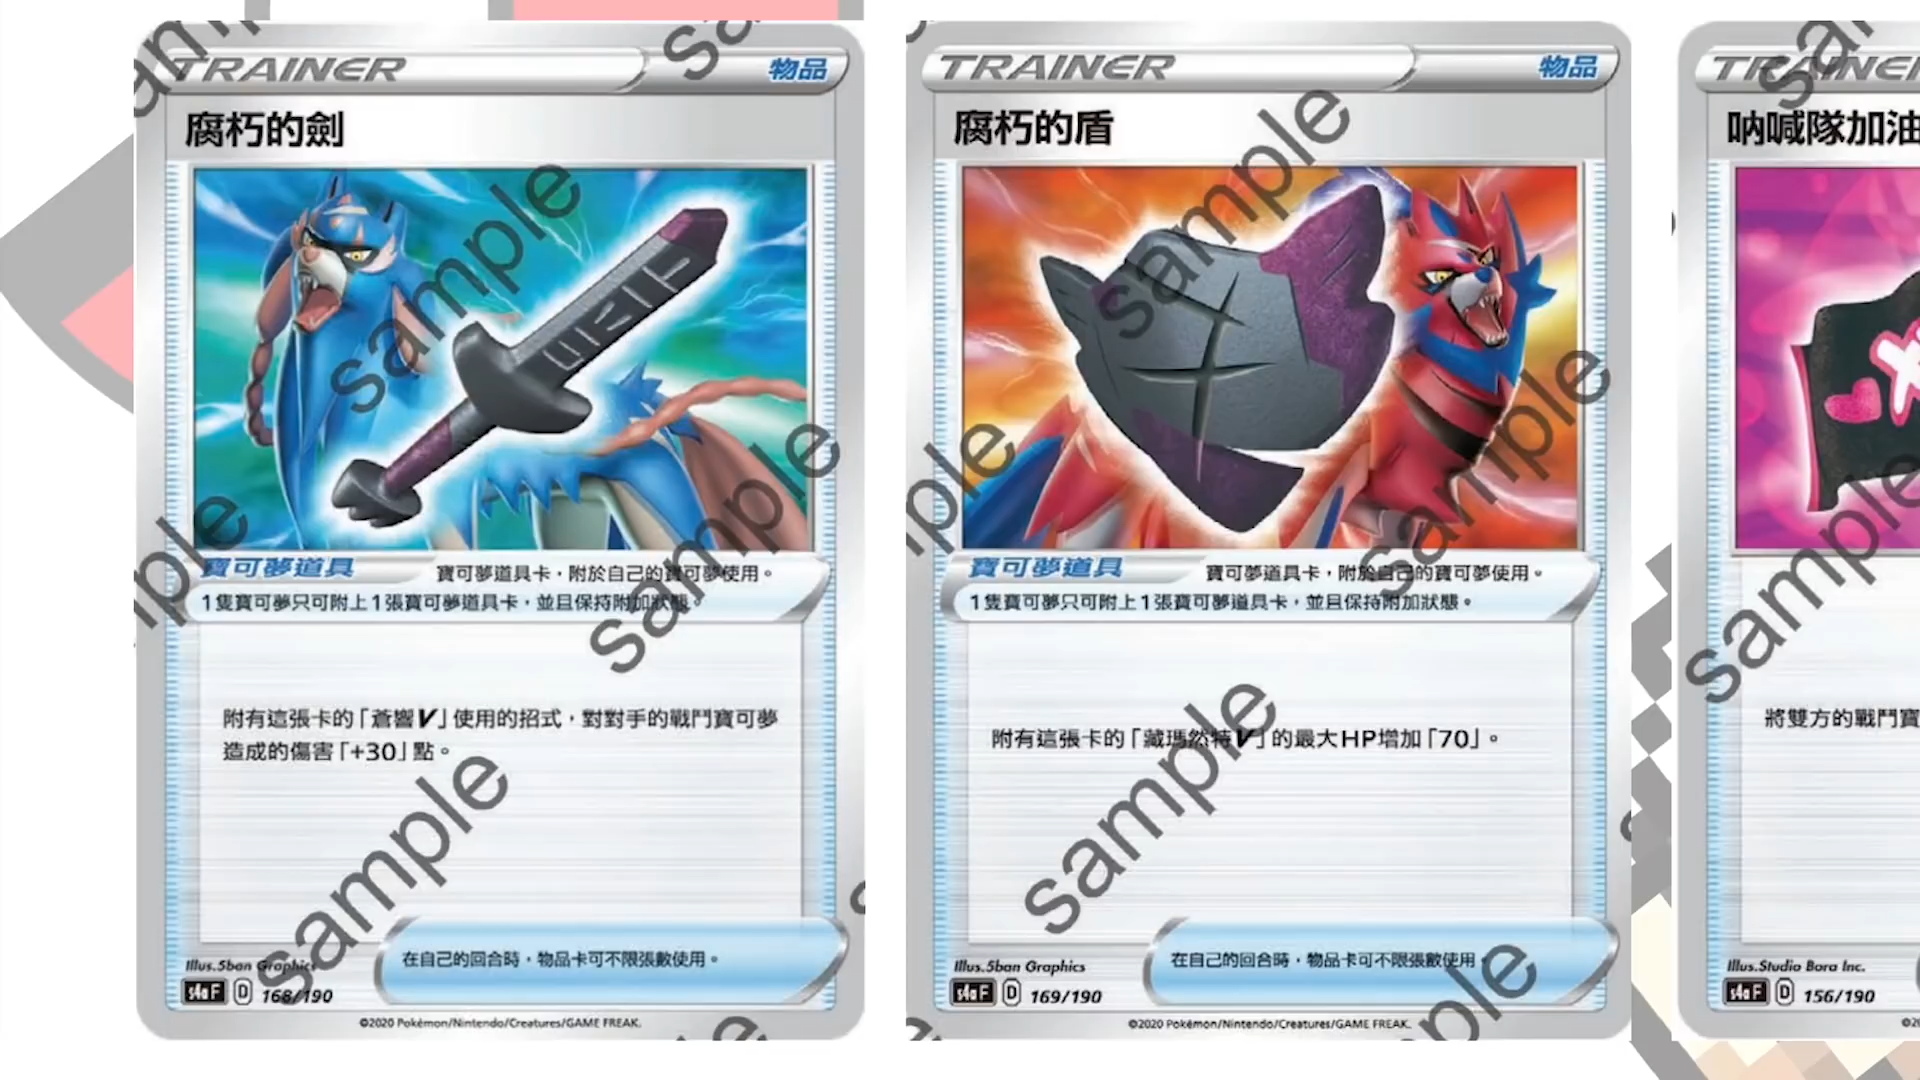 TRAINER 物品
腐朽的劍
寶可夢道具 寶可夢道具卡，附於自己的寶可夢使用。
1隻寶可夢只可附上1張寶可夢道具卡，並且保持附加狀態。
附有這張卡的「蒼響V」使用的招式，對對手的戰鬥寶可夢
造成的傷害「+30」點。
在自己的回合時，物品卡可不限張數使用。
Illus.5ban Graphics
s4a F D 168/190
©2020 Pokémon/Nintendo/Creatures/GAME FREAK.
TRAINER 物品
腐朽的盾
寶可夢道具 寶可夢道具卡，附於自己的寶可夢使用。
1隻寶可夢只可附上1張寶可夢道具卡，並且保持附加狀態。
附有這張卡的「藏瑪然特V」的最大HP增加「70」。
在自己的回合時，物品卡可不限張數使用。
Illus.5ban Graphics
s4a F D 169/190
©2020 Pokémon/Nintendo/Creatures/GAME FREAK.
TRAINER
吶喊隊加油
將雙方的戰鬥寶
Illus.Studio Bora Inc.
s4a F D 156/190
sample
sample
sample
sample
sample
sample
sample
sample